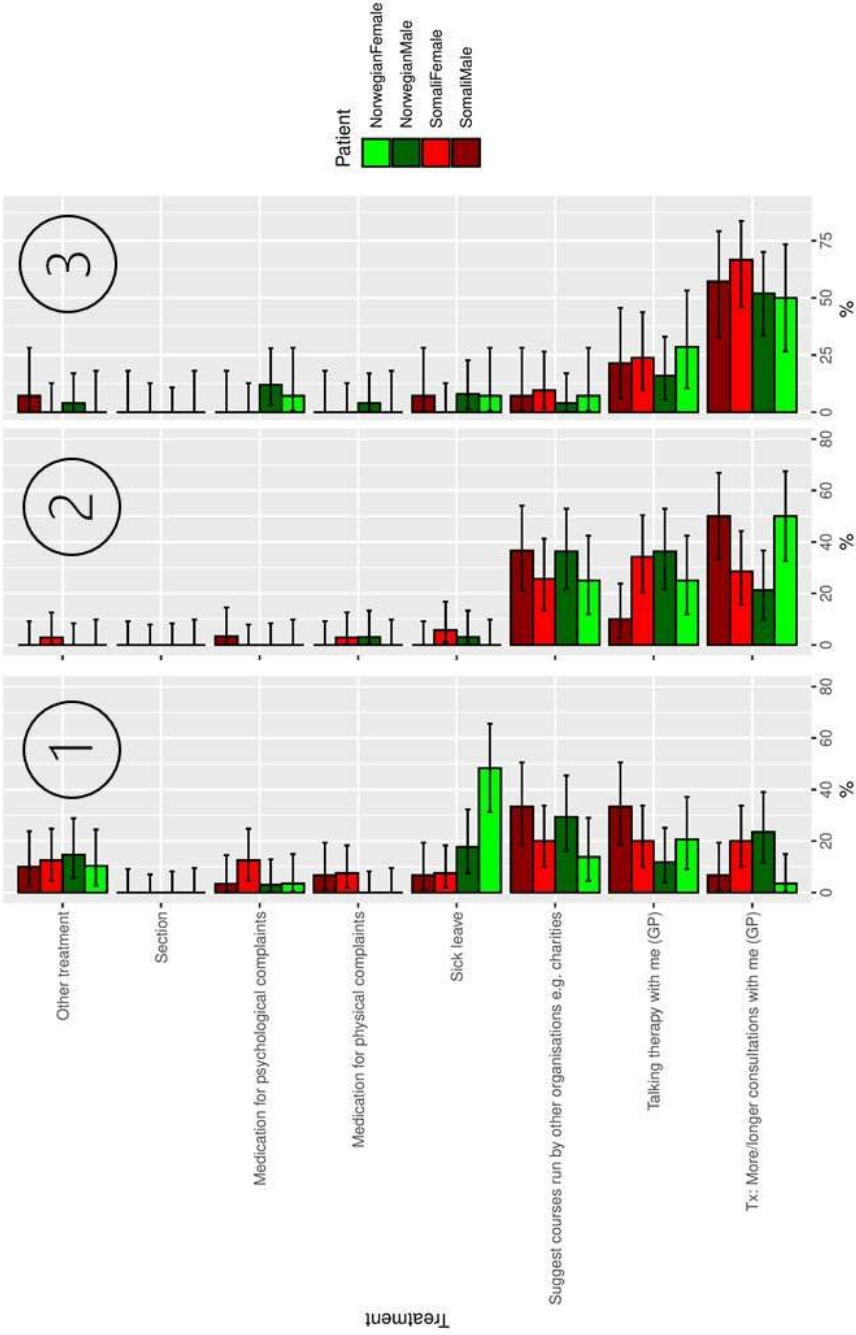 Treatment
Other treatment
Section
Medication for psychological complaints
Medication for physical complaints
Sick leave
Suggest courses run by other organisations e.g. charities
Talking therapy with me (GP)
Tx: More/longer consultations with me (GP)
1
0 20 40 60 80
%
2
0 20 40 60 80
%
3
0 25 50 75
%
Patient
NorwegianFemale
NorwegianMale
SomaliFemale
SomaliMale